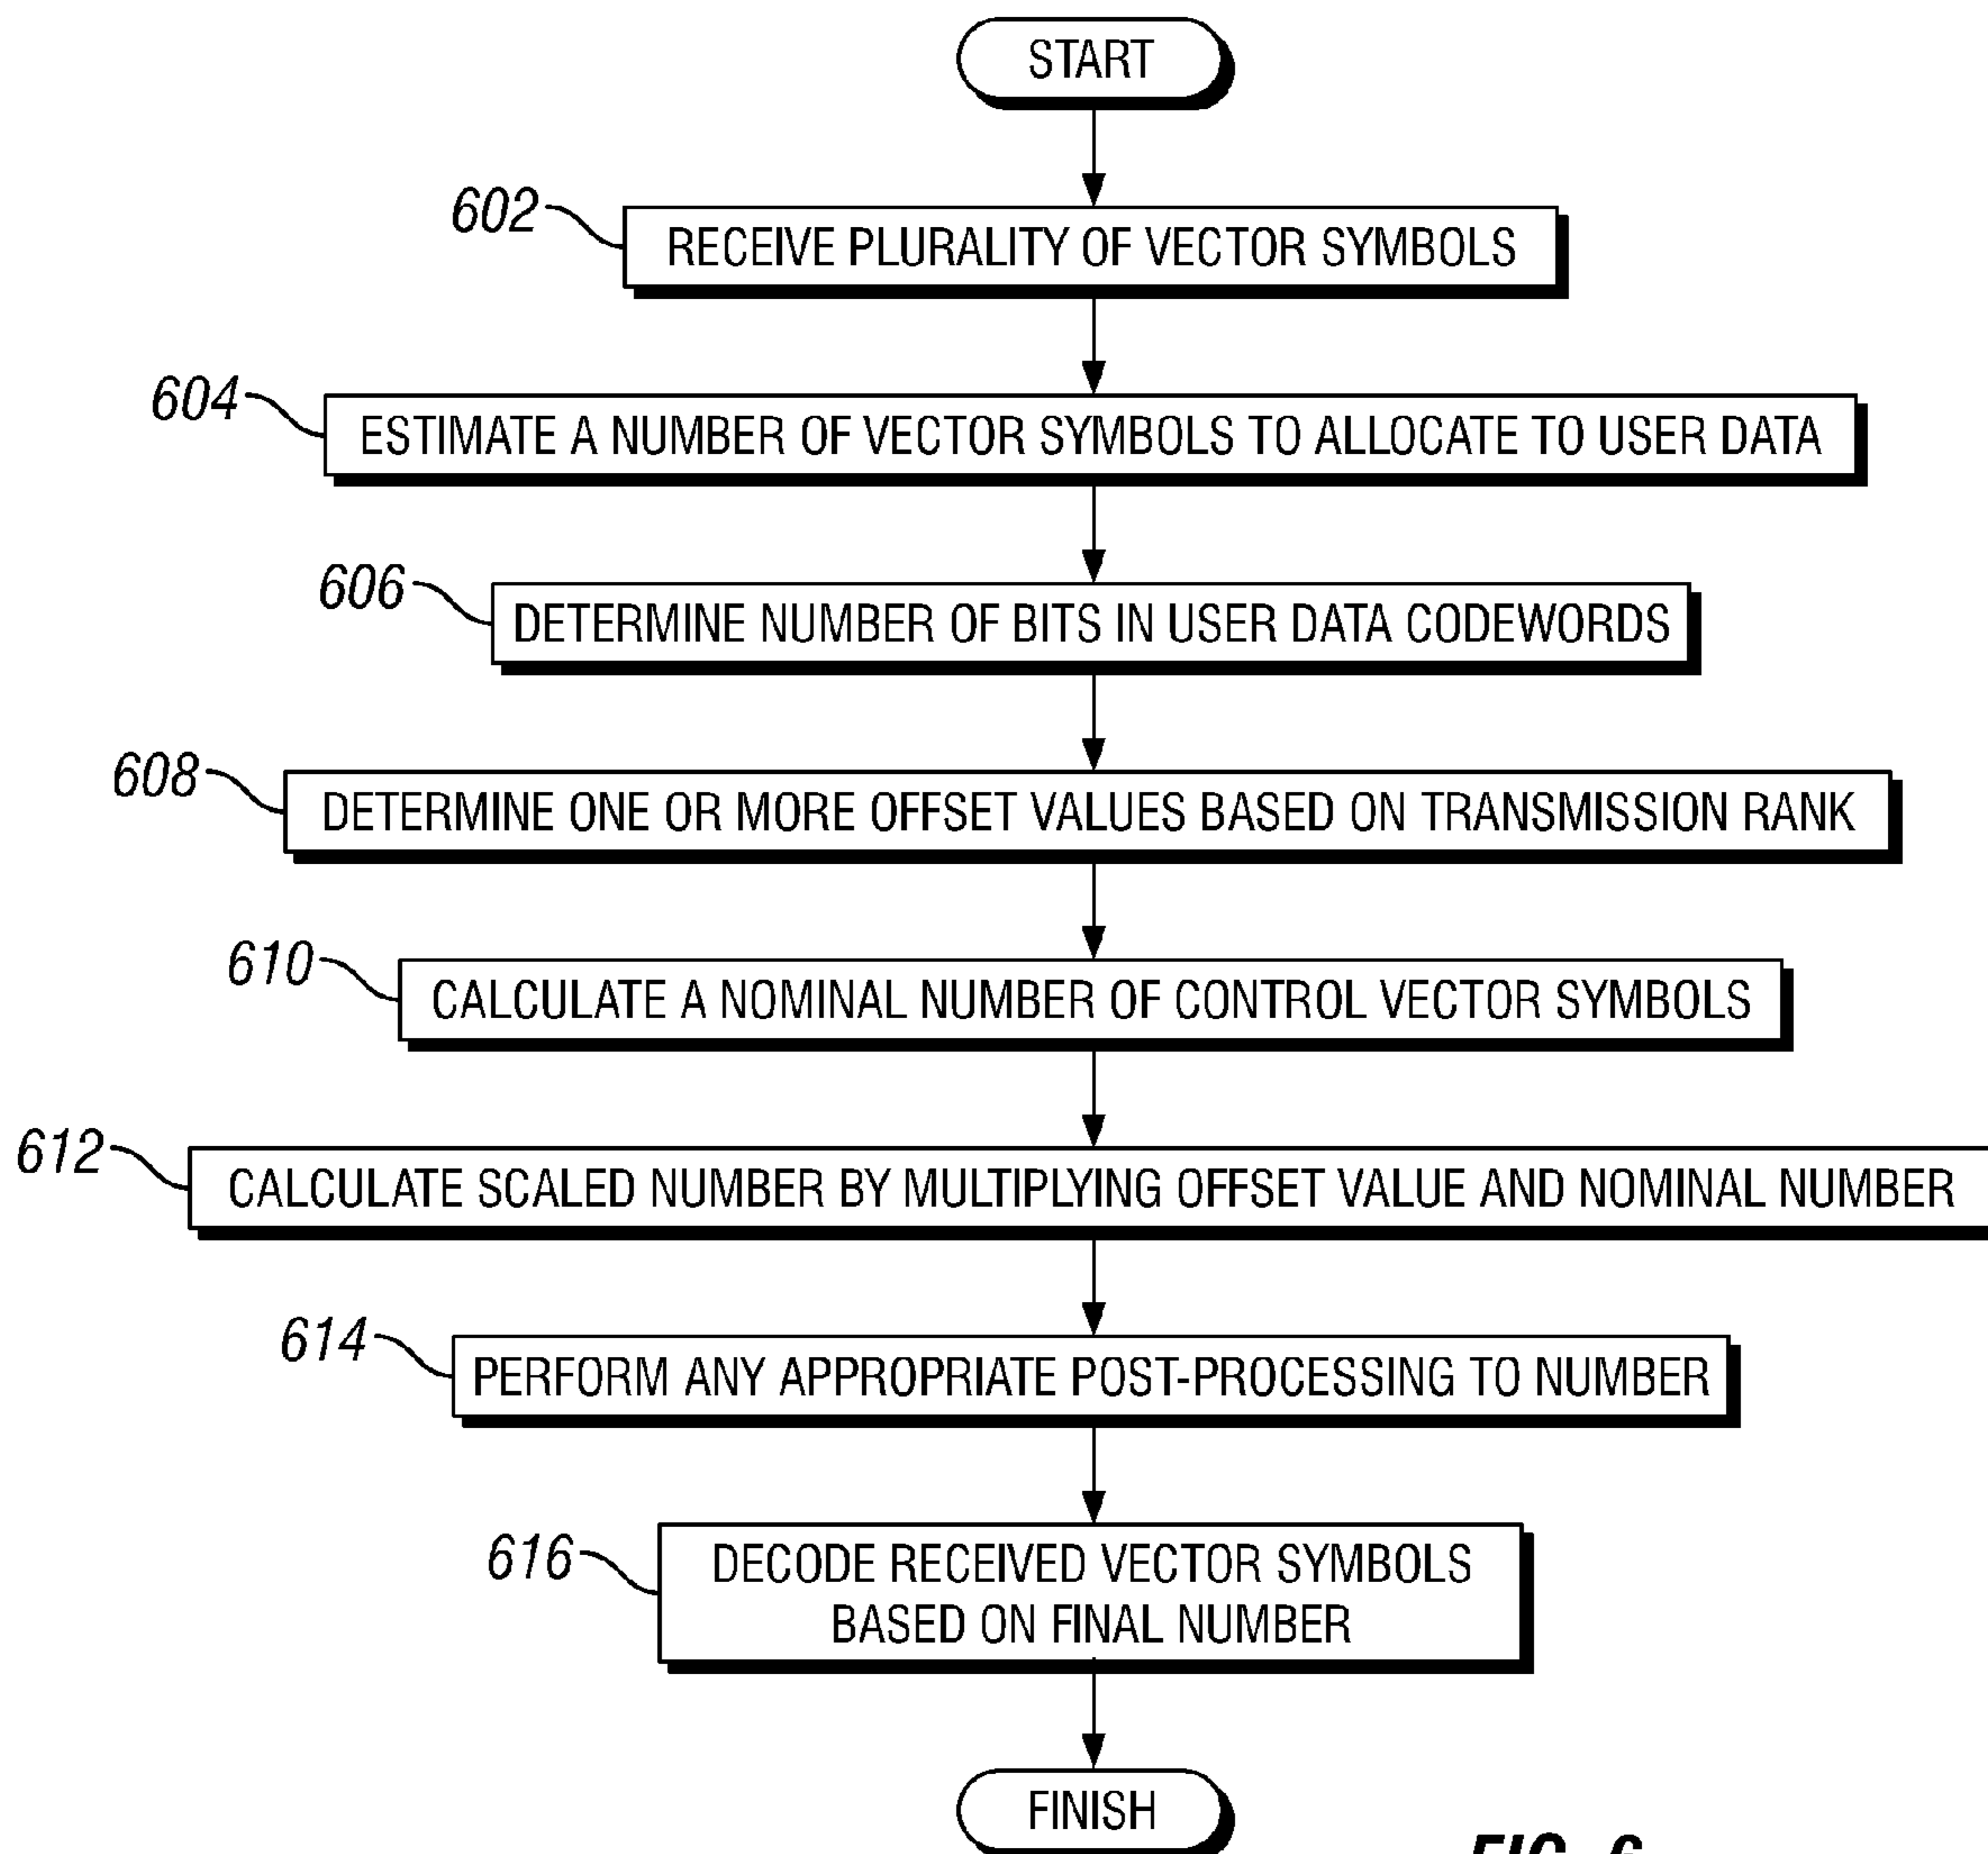 START
602
RECEIVE PLURALITY OF VECTOR SYMBOLS
604
ESTIMATE A NUMBER OF VECTOR SYMBOLS TO ALLOCATE TO USER DATA
606
DETERMINE NUMBER OF BITS IN USER DATA CODEWORDS
608
DETERMINE ONE OR MORE OFFSET VALUES BASED ON TRANSMISSION RANK
610
CALCULATE A NOMINAL NUMBER OF CONTROL VECTOR SYMBOLS
612
CALCULATE SCALED NUMBER BY MULTIPLYING OFFSET VALUE AND NOMINAL NUMBER
614
PERFORM ANY APPROPRIATE POST-PROCESSING TO NUMBER
616
DECODE RECEIVED VECTOR SYMBOLS
BASED ON FINAL NUMBER
FINISH
FIG. 6